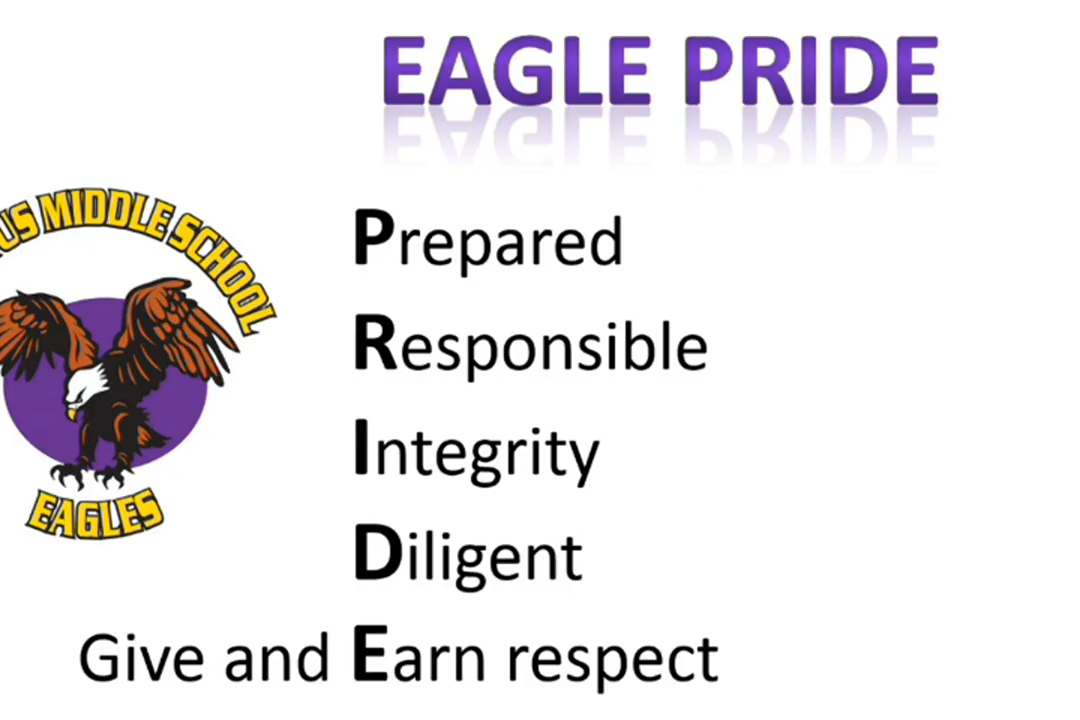 EAGLE PRIDE
MIDDLE SCHOOL
EAGLES
Prepared
Responsible
Integrity
Diligent
Give and Earn respect